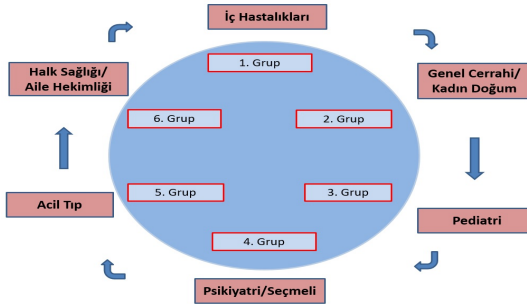 İç Hastalıkları
1. Grup
Halk Sağlığı/
Aile Hekimliği
Genel Cerrahi/
Kadın Doğum
6. Grup
2. Grup
5. Grup
3. Grup
Acil Tıp
Pediatri
4. Grup
Psikiyatri/Seçmeli